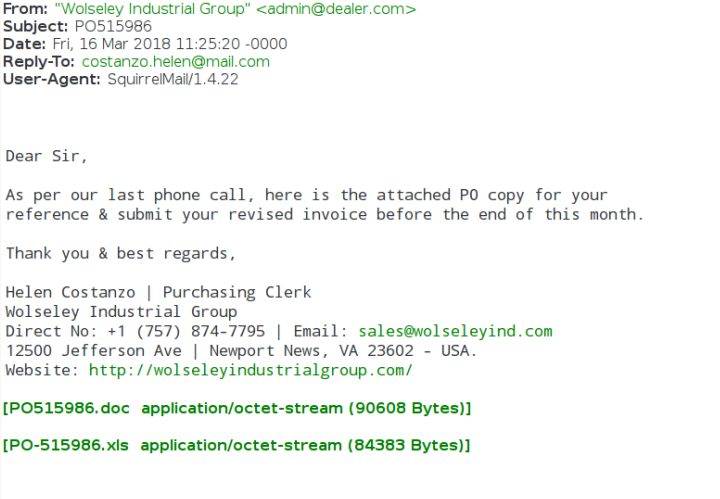 From: "Wolseley Industrial Group" <admin@dealer.com>
Subject: PO515986
Date: Fri, 16 Mar 2018 11:25:20 -0000
Reply-To: costanzo.helen@mail.com
User-Agent: SquirrelMail/1.4.22
Dear Sir,
As per our last phone call, here is the attached PO copy for your
reference & submit your revised invoice before the end of this month.
Thank you & best regards,
Helen Costanzo | Purchasing Clerk
Wolseley Industrial Group
Direct No: +1 (757) 874-7795 | Email: sales@wolseleyind.com
12500 Jefferson Ave | Newport News, VA 23602 - USA.
Website: http://wolseleyindustrialgroup.com/
[PO515986.doc application/octet-stream (90608 Bytes)]
[PO-515986.xls application/octet-stream (84383 Bytes)]